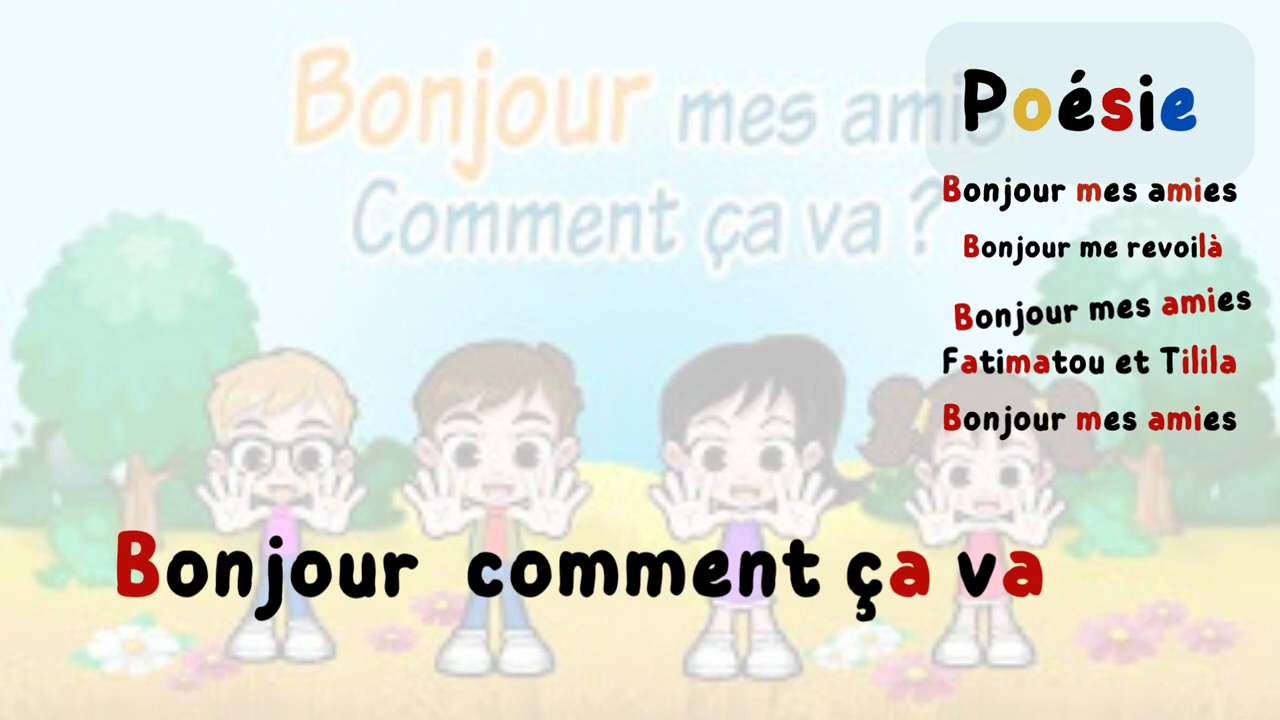 Bonjour mes amis
Comment ça va ?
Poésie
Bonjour mes amies
Bonjour me revoilà
Bonjour mes amies
Fatimatou et Tilila
Bonjour mes amies
Bonjour comment ça va